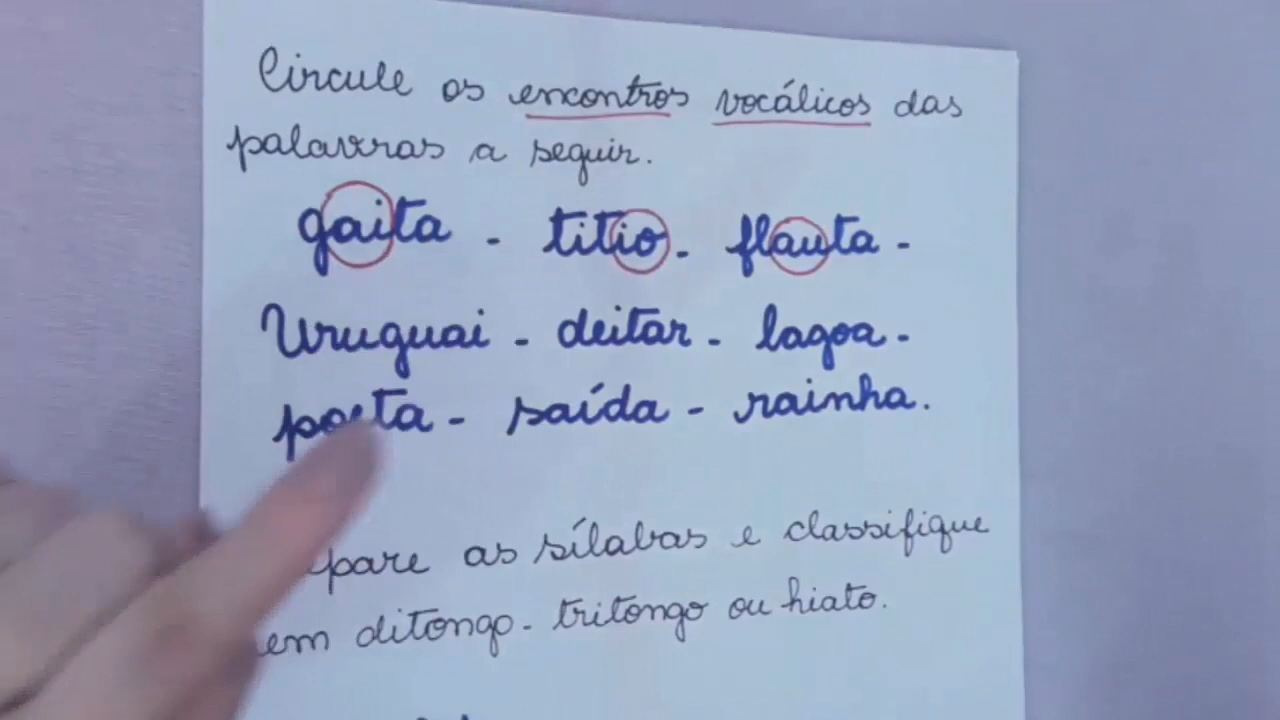 Circule os encontros vocálicos das
palavras a seguir.
gaita - titio - flauta -
Uruguai - deitar - lagoa -
poeta - saída - rainha.
pare as sílabas e classifique
em ditongo - tritongo ou hiato.